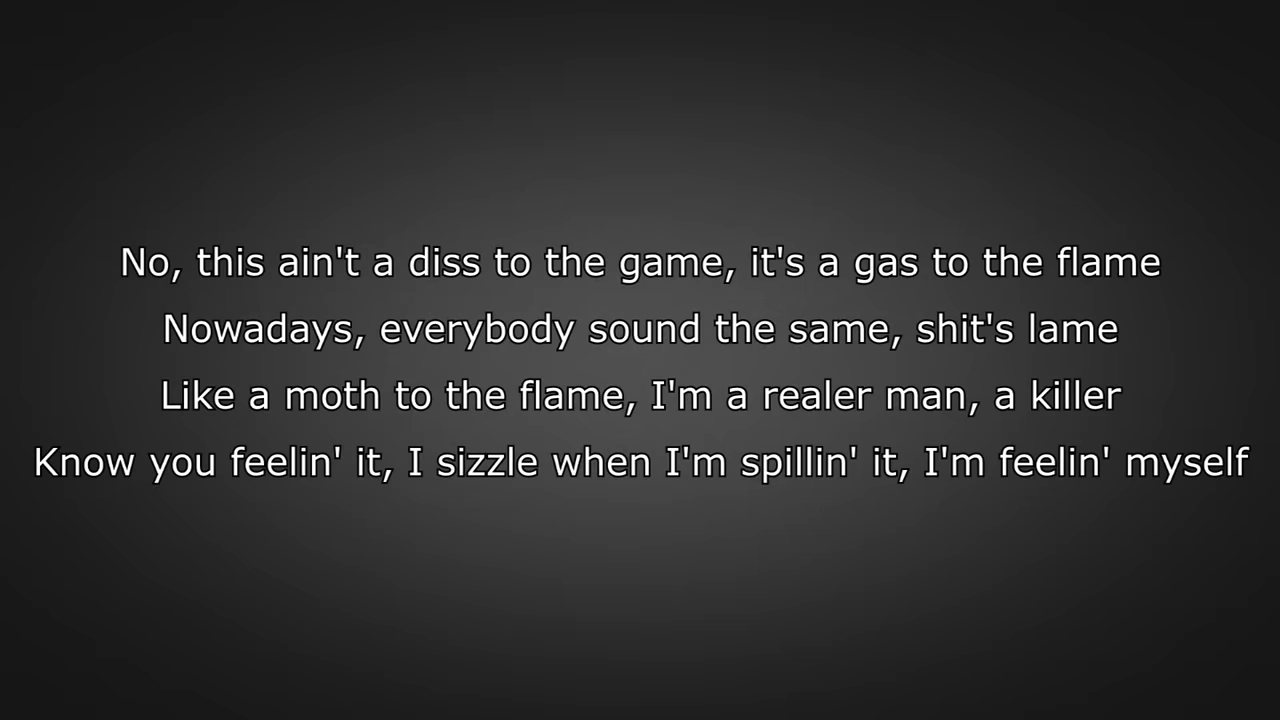 No, this ain't a diss to the game, it's a gas to the flame
Nowadays, everybody sound the same, shit's lame
Like a moth to the flame, I'm a realer man, a killer
Know you feelin' it, I sizzle when I'm spillin' it, I'm feelin' myself